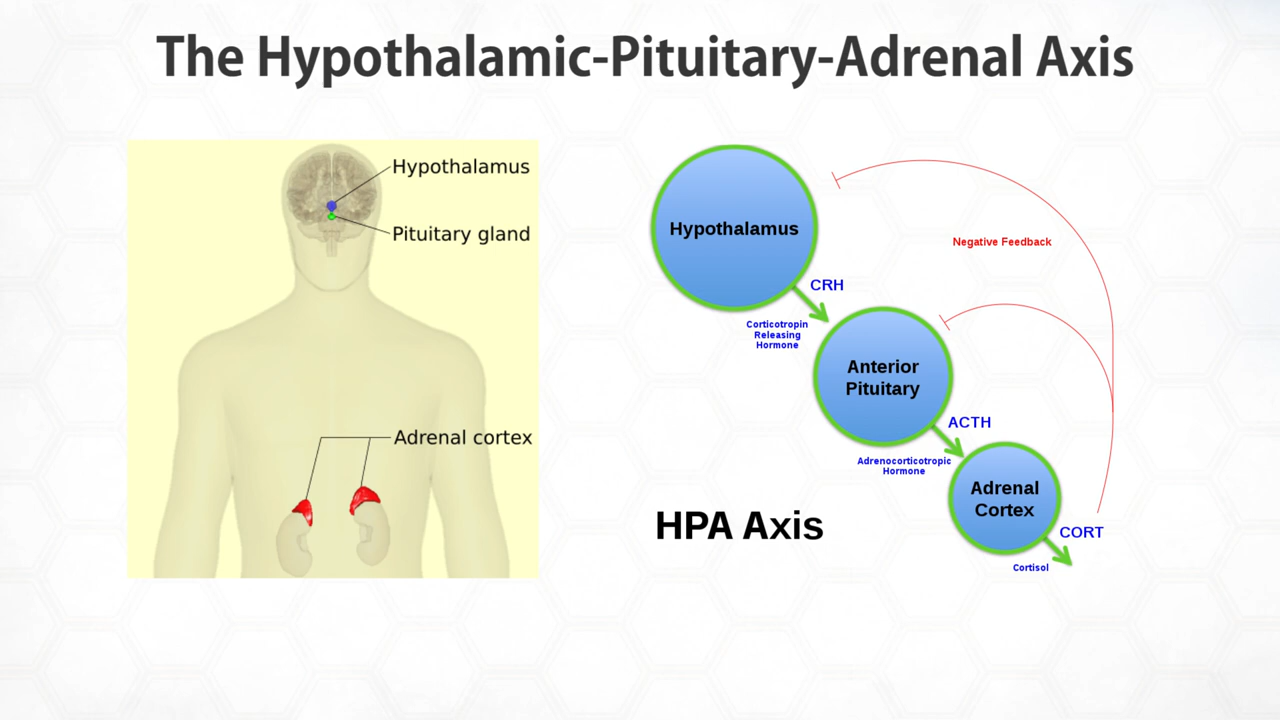 The Hypothalamic-Pituitary-Adrenal Axis
Hypothalamus
Pituitary gland
Adrenal cortex
Hypothalamus
Negative Feedback
CRH
Corticotropin
Releasing
Hormone
Anterior
Pituitary
ACTH
Adrenocorticotropic
Hormone
Adrenal
Cortex
HPA Axis
CORT
Cortisol